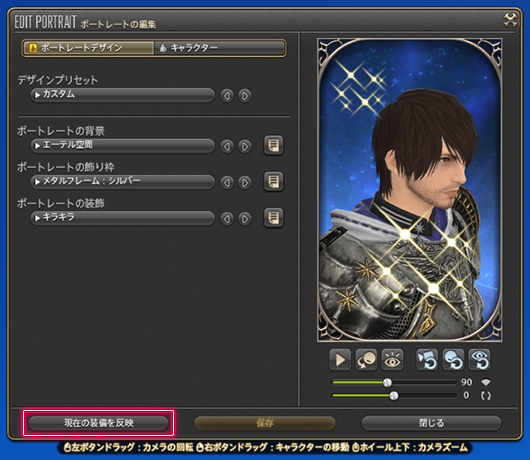 EDIT PORTRAIT ポートレートの編集
ポートレートデザイン キャラクター
デザインプリセット
カスタム
ポートレートの背景
エーテル空間
ポートレートの飾り枠
メタルフレーム：シルバー
ポートレートの装飾
キラキラ
90
0
現在の装備を反映 保存 閉じる
左ボタンドラッグ：カメラの回転 右ボタンドラッグ：キャラクターの移動 ホイール上下：カメラズーム